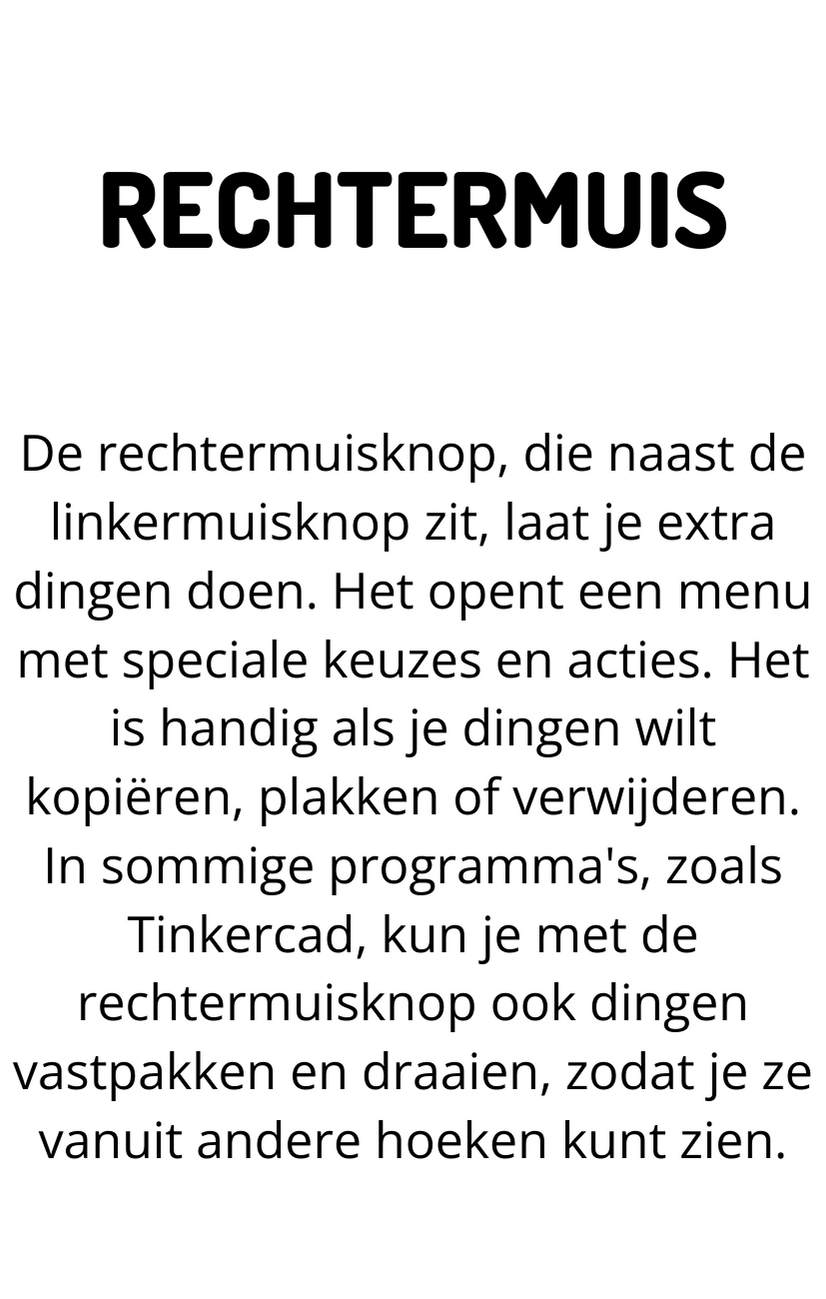 RECHTERMUIS
De rechtermuisknop, die naast de
linkermuisknop zit, laat je extra
dingen doen. Het opent een menu
met speciale keuzes en acties. Het
is handig als je dingen wilt
kopiëren, plakken of verwijderen.
In sommige programma's, zoals
Tinkercad, kun je met de
rechtermuisknop ook dingen
vastpakken en draaien, zodat je ze
vanuit andere hoeken kunt zien.